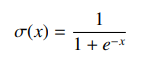 σ(x) = 1 / (1 + e^{-x})